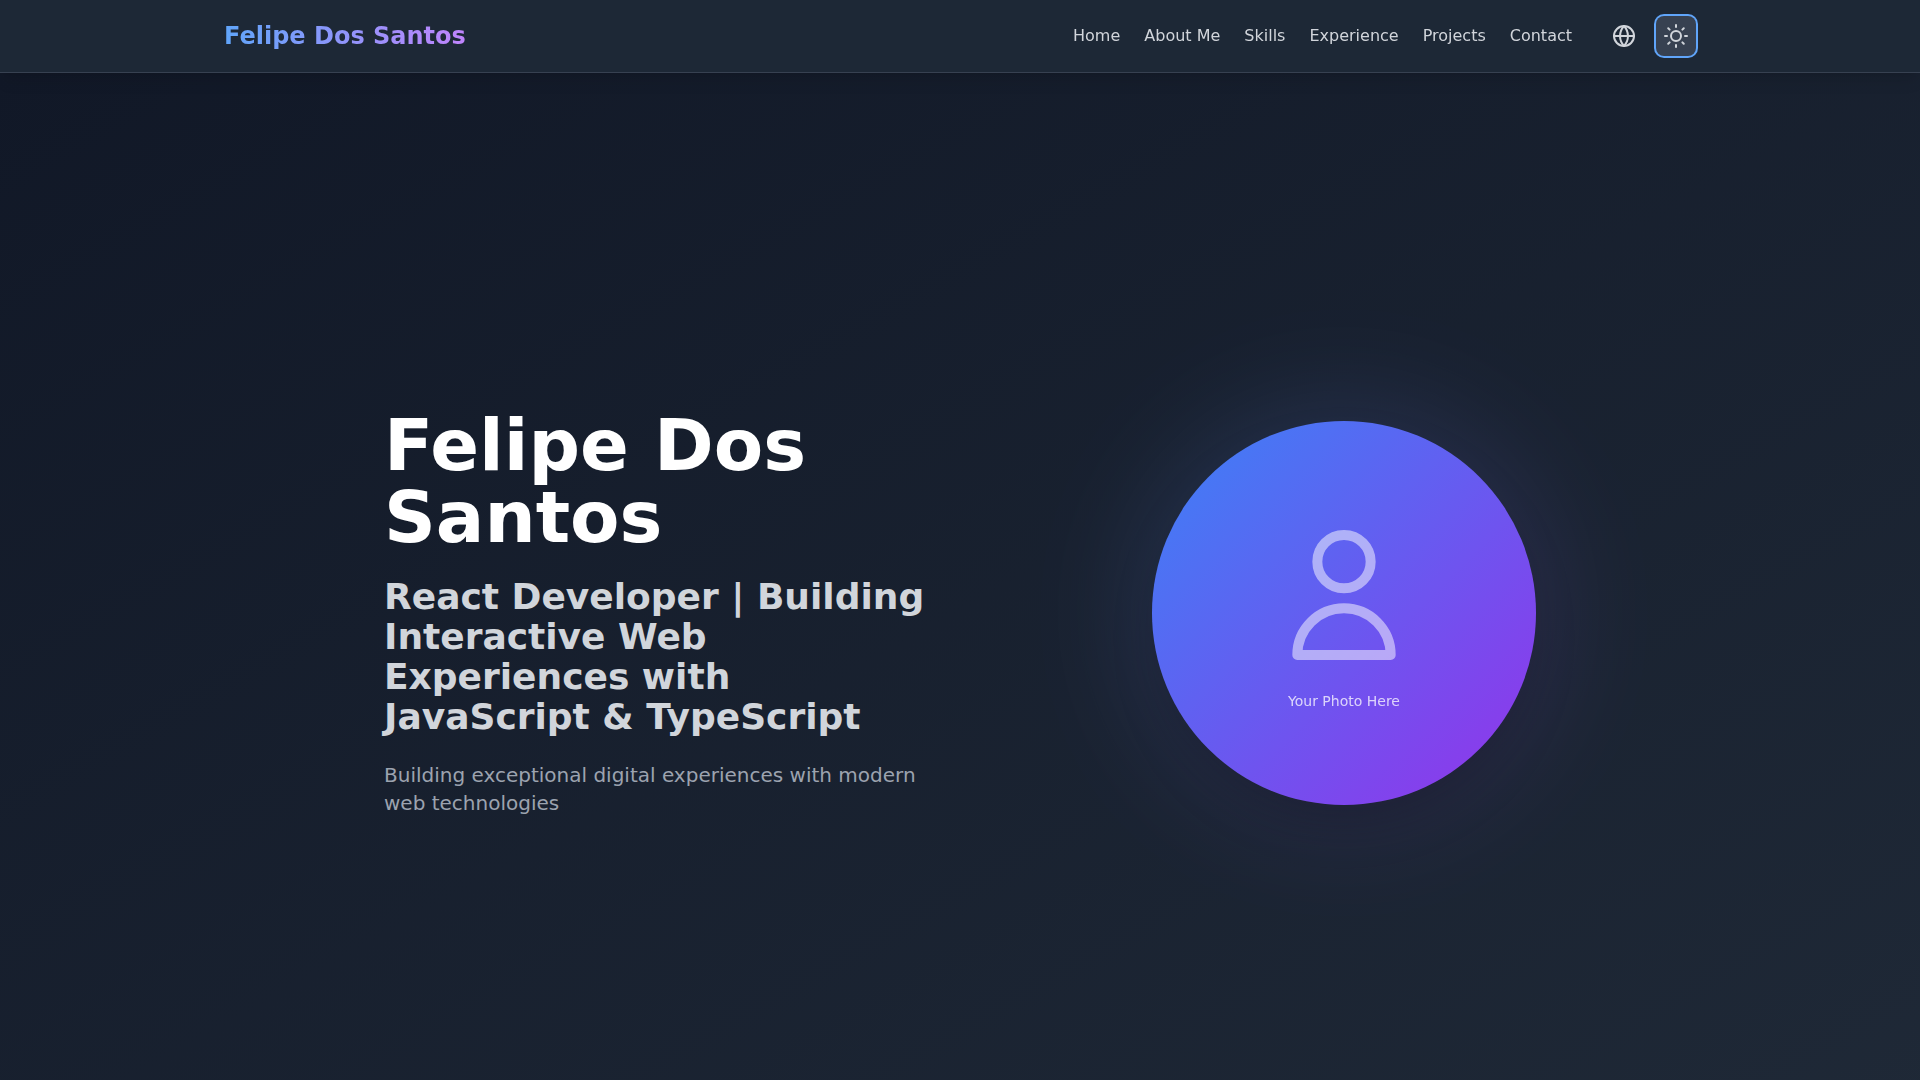 Felipe Dos Santos
Home
About Me
Skills
Experience
Projects
Contact
Felipe Dos
Santos
React Developer | Building
Interactive Web
Experiences with
JavaScript & TypeScript
Building exceptional digital experiences with modern
web technologies
Your Photo Here